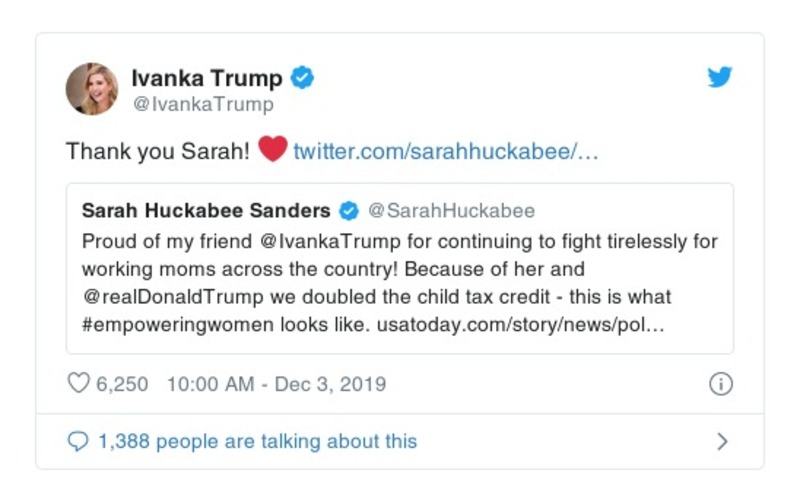 Ivanka Trump
@IvankaTrump
Thank you Sarah! ❤️ twitter.com/sarahhuckabee/…
Sarah Huckabee Sanders @SarahHuckabee
Proud of my friend @IvankaTrump for continuing to fight tirelessly for
working moms across the country! Because of her and
@realDonaldTrump we doubled the child tax credit - this is what
#empoweringwomen looks like. usatoday.com/story/news/pol…
6,250 10:00 AM - Dec 3, 2019
1,388 people are talking about this